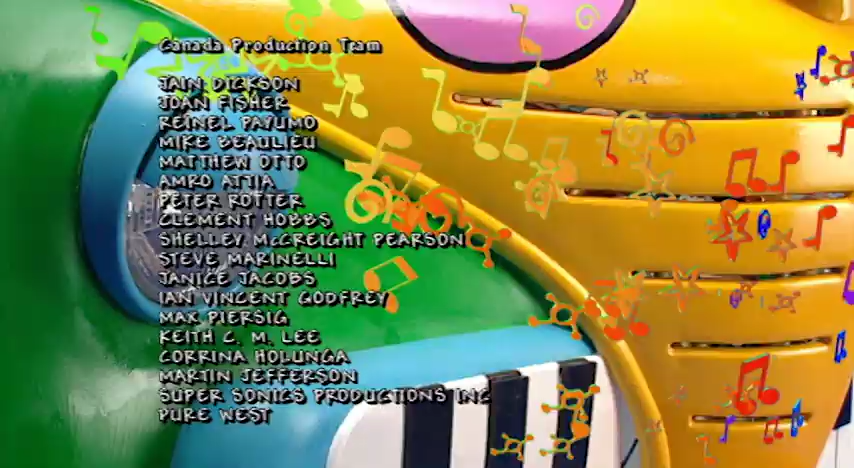 Canada Production Team
JAIN DICKSON
JOAN FISHER
REINEL PAYUMO
MIKE BEAULIEU
MATTHEW OTTO
AMRO ATTIA
PETER ROTTER
CLEMENT HOBBS
SHELLEY McCREIGHT PEARSON
STEVE MARINELLI
JANICE JACOBS
IAN VINCENT GODFREY
MAX PIERSIG
KEITH C. M. LEE
CORRINA HOLUNGA
MARTIN JEFFERSON
SUPER SONICS PRODUCTIONS INC
PURE WEST